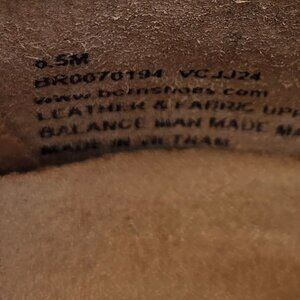 6.5M
BR0070194 VCJJ24
www.bornshoes.com
LEATHER & FABRIC UPP
BALANCE MAN MADE MA
MADE IN VIETNAM